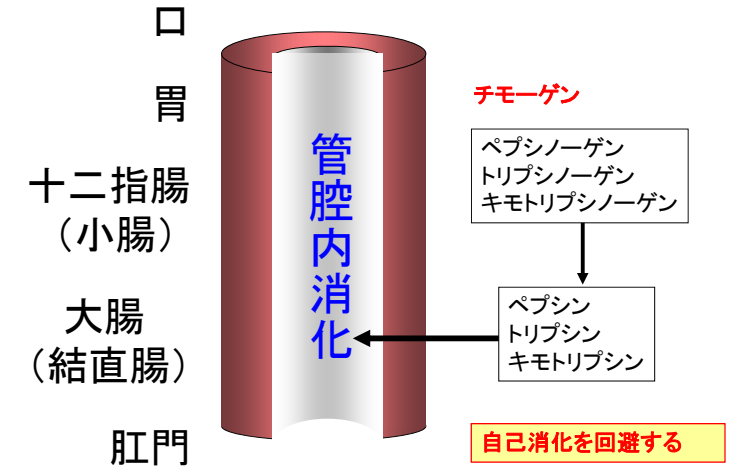 口
胃
十二指腸
（小腸）
大腸
（結直腸）
肛門
管腔内消化
チモーゲン
ペプシノーゲン
トリプシノーゲン
キモトリプシノーゲン
ペプシン
トリプシン
キモトリプシン
自己消化を回避する